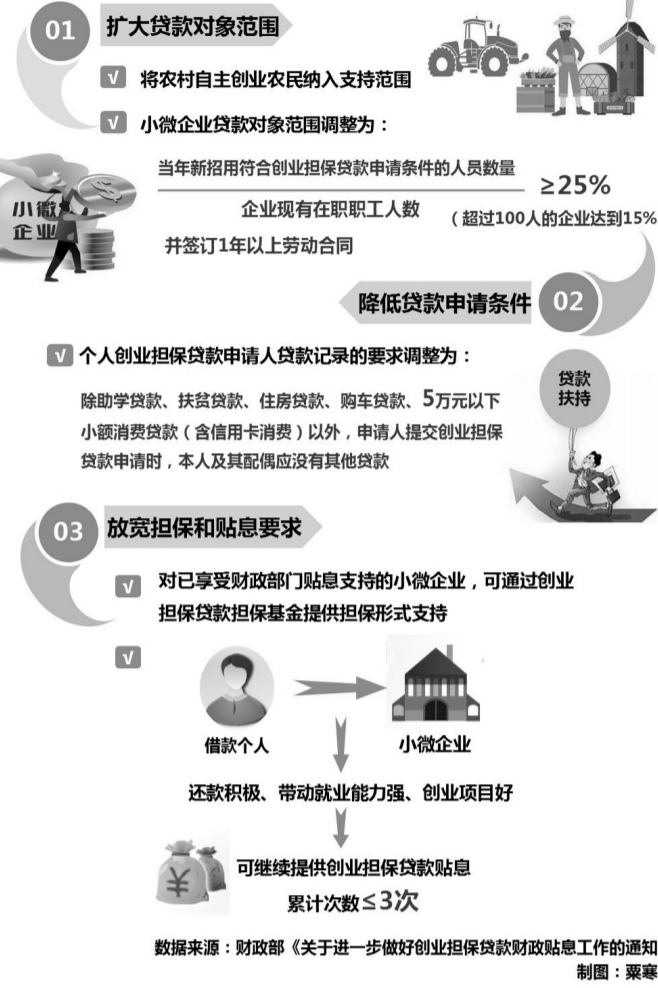 01
扩大贷款对象范围
√ 将农村自主创业农民纳入支持范围
√ 小微企业贷款对象范围调整为：
当年新招用符合创业担保贷款申请条件的人员数量
企业现有在职职工人数
≥25%
（超过100人的企业达到15%
并签订1年以上劳动合同
小微
企业
$
降低贷款申请条件
02
√ 个人创业担保贷款申请人贷款记录的要求调整为：
除助学贷款、扶贫贷款、住房贷款、购车贷款、5万元以下
小额消费贷款（含信用卡消费）以外，申请人提交创业担保
贷款申请时，本人及其配偶应没有其他贷款
贷款
扶持
03
放宽担保和贴息要求
√ 对已享受财政部门贴息支持的小微企业，可通过创业
担保贷款担保基金提供担保形式支持
√
借款个人
小微企业
还款积极、带动就业能力强、创业项目好
¥
可继续提供创业担保贷款贴息
累计次数≤3次
数据来源：财政部《关于进一步做好创业担保贷款财政贴息工作的通知
制图：粟寒